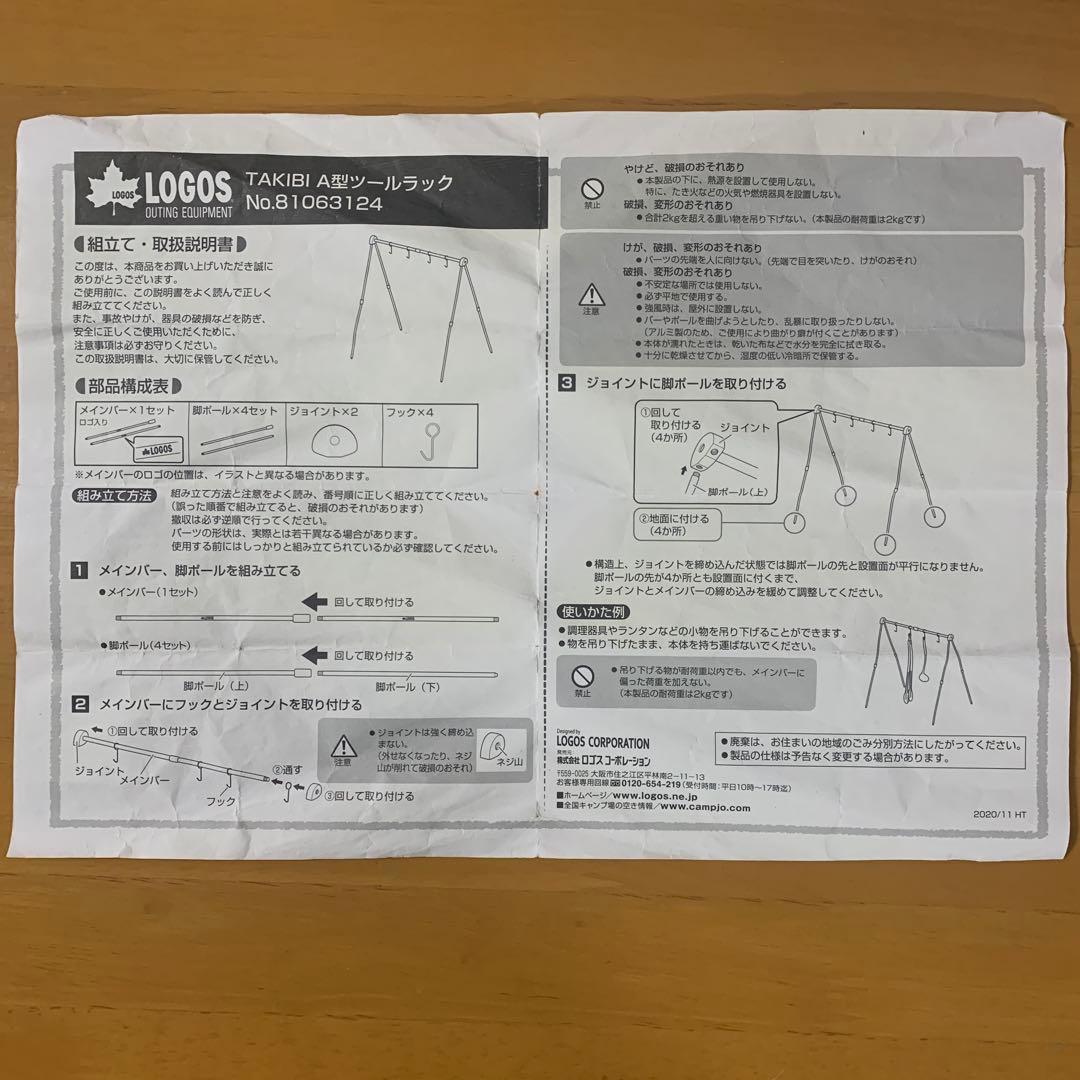 LOGOS
LOGOS
OUTING EQUIPMENT
TAKIBI A型ツールラック
No.81063124
組立て・取扱説明書
この度は、本商品をお買い上げいただき誠に
ありがとうございます。
ご使用前に、この説明書をよく読んで正しく
組み立ててください。
また、事故やけが、器具の破損などを防ぎ、
安全に正しくご使用いただくために、
注意事項は必ずお守りください。
この取扱説明書は、大切に保管してください。
部品構成表
メインバー×1セット
ロゴ入り
LOGOS
脚ポール×4セット
ジョイント×2
フック×4
※メインバーのロゴの位置は、イラストと異なる場合があります。
組み立て方法
組み立て方法と注意をよく読み、番号順に正しく組み立ててください。
(誤った順番で組み立てると、破損のおそれがあります)
撤収は必ず逆順で行ってください。
パーツの形状は、実際とは若干異なる場合があります。
使用する前にはしっかりと組み立てられているか必ず確認してください。
1 メインバー、脚ポールを組み立てる
●メインバー(1セット)
回して取り付ける
●脚ポール(4セット)
回して取り付ける
脚ポール(上)
脚ポール(下)
2 メインバーにフックとジョイントを取り付ける
①回して取り付ける
ジョイント
メインバー
②通す
フック
③回して取り付ける
注意
●ジョイントは強く締め込
まない。
(外せなくなったり、ネジ
山が削れて破損のおそれ)
ネジ山
禁止
やけど、破損のおそれあり
●本製品の下に、熱源を設置して使用しない。
特に、たき火などの火気や燃焼器具を設置しない。
破損、変形のおそれあり
●合計2kgを超える重い物を吊り下げない。(本製品の耐荷重は2kgです)
注意
けが、破損、変形のおそれあり
●パーツの先端を人に向けない。(先端で目を突いたり、けがのおそれ)
破損、変形のおそれあり
●不安定な場所では使用しない。
●必ず平地で使用する。
●強風時は、屋外に設置しない。
●バーやポールを曲げようとしたり、乱暴に取り扱ったりしない。
(アルミ製のため、ご使用により曲がり癖が付くことがあります)
●本体が濡れたときは、乾いた布などで水分を完全に拭き取る。
●十分に乾燥させてから、湿度の低い冷暗所で保管する。
3 ジョイントに脚ポールを取り付ける
①回して
取り付ける
(4か所)
ジョイント
脚ポール(上)
②地面に付ける
(4か所)
●構造上、ジョイントを締め込んだ状態では脚ポールの先と設置面が平行になりません。
脚ポールの先が4か所とも設置面に付くまで、
ジョイントとメインバーの締め込みを緩めて調整してください。
使いかた例
●調理器具やランタンなどの小物を吊り下げることができます。
●物を吊り下げたまま、本体を持ち運ばないでください。
禁止
●吊り下げる物が耐荷重以内でも、メインバーに
偏った荷重を加えない。
(本製品の耐荷重は2kgです)
Designed by
LOGOS CORPORATION
発売元:
株式会社 ロゴス コーポレーション
〒559-0025 大阪市住之江区平林南2-11-13
お客様専用回線 0120-654-219(受付時間:平日10時〜17時迄)
■ホームページ/www.logos.ne.jp
■全国キャンプ場の空き情報/www.campjo.com
●廃棄は、お住まいの地域のごみ分別方法にしたがってください。
●製品の仕様は予告なく変更する場合があります。
2020/11 HT